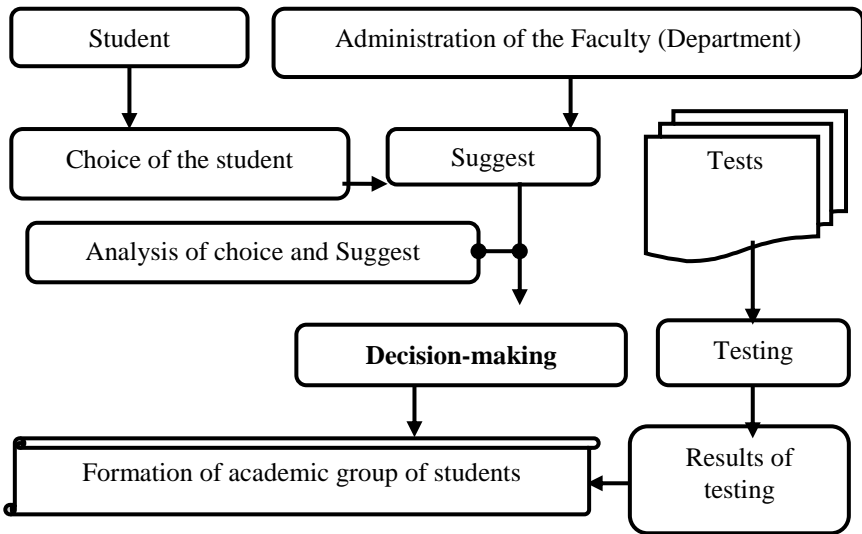 Student
Administration of the Faculty (Department)
Choice of the student
Suggest
Tests
Analysis of choice and Suggest
Decision-making
Testing
Formation of academic group of students
Results of
testing